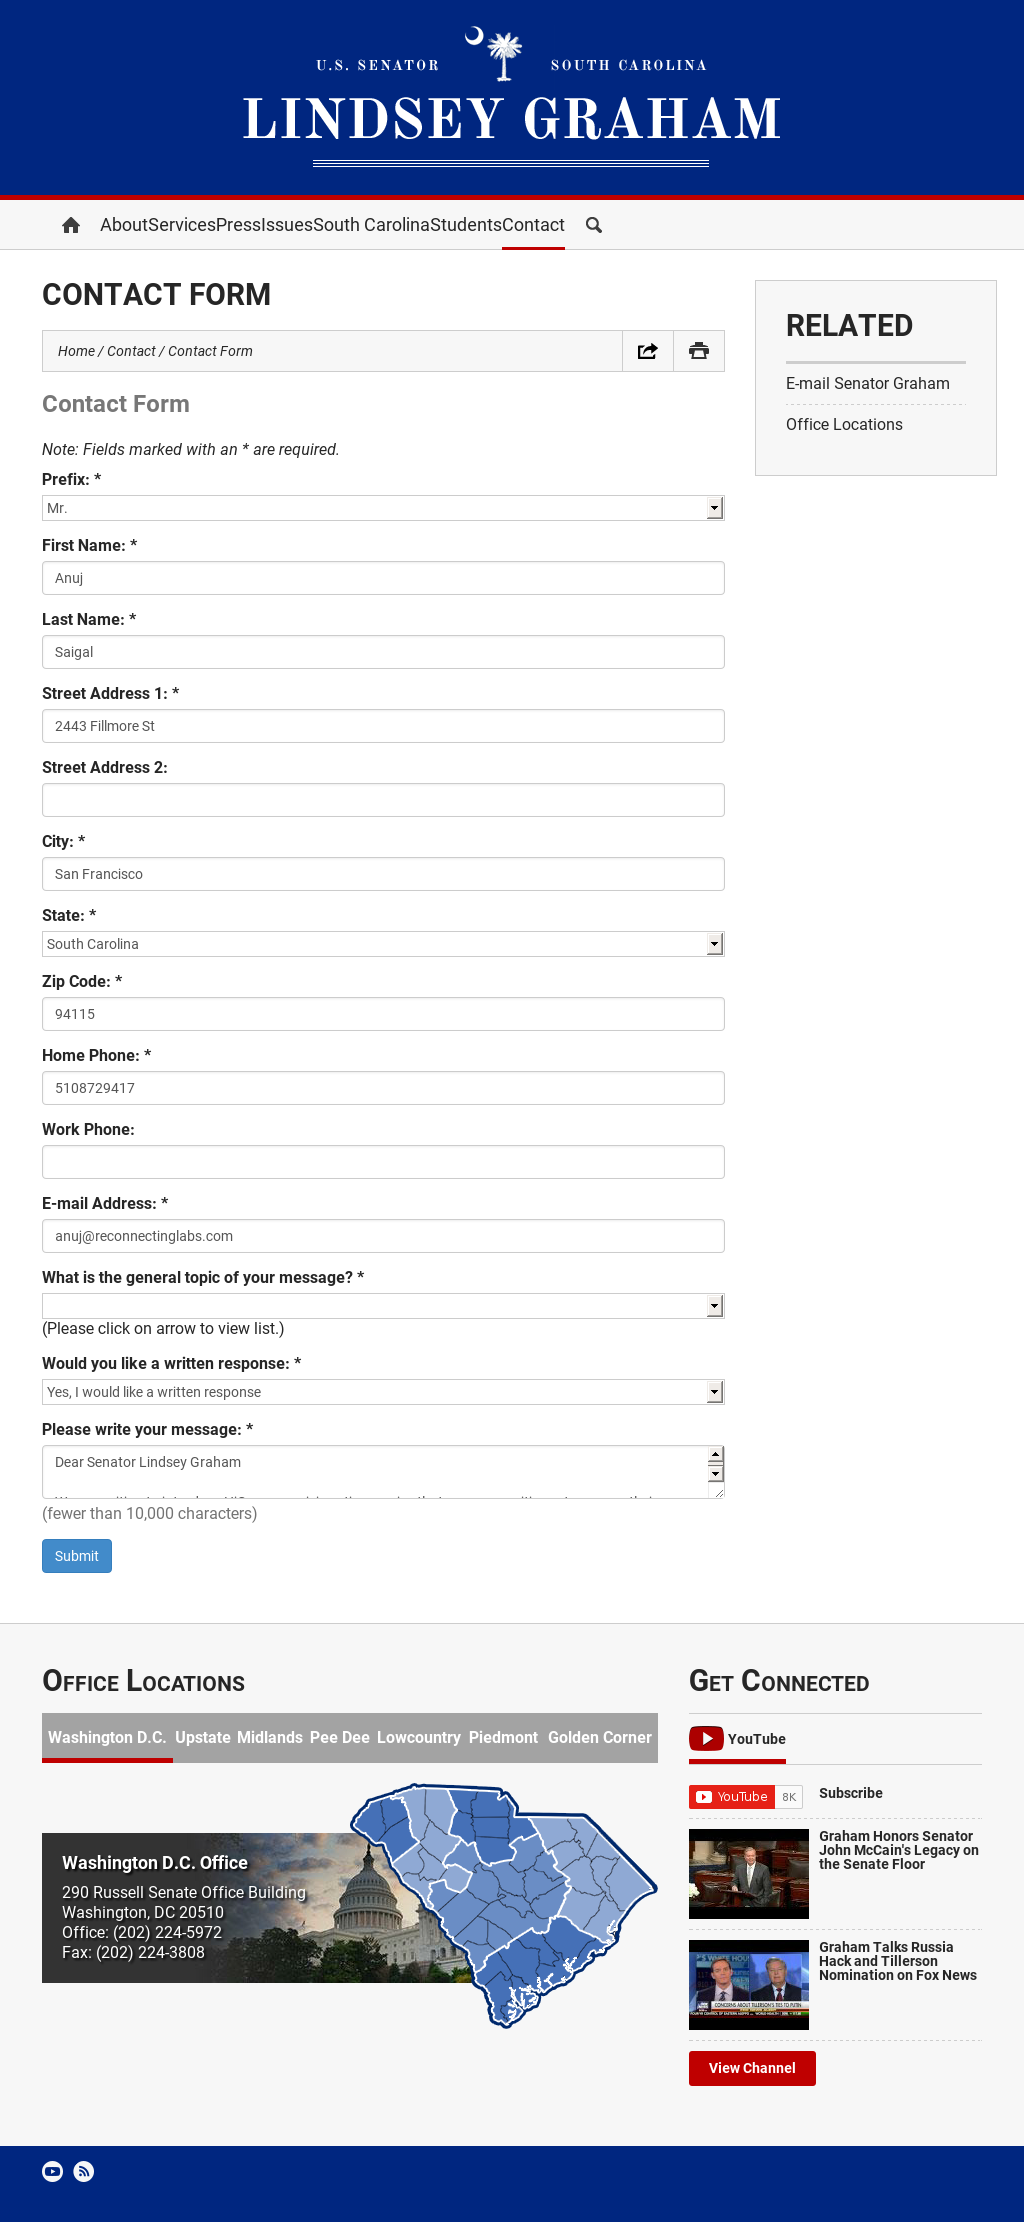 U.S. SENATOR SOUTH CAROLINA
LINDSEY GRAHAM
About Services Press Issues South Carolina Students Contact
CONTACT FORM
Home / Contact / Contact Form
Contact Form
Note: Fields marked with an * are required.
Prefix: *
Mr.
First Name: *
Anuj
Last Name: *
Saigal
Street Address 1: *
2443 Fillmore St
Street Address 2:
City: *
San Francisco
State: *
South Carolina
Zip Code: *
94115
Home Phone: *
5108729417
Work Phone:
E-mail Address: *
anuj@reconnectinglabs.com
What is the general topic of your message? *
(Please click on arrow to view list.)
Would you like a written response: *
Yes, I would like a written response
Please write your message: *
Dear Senator Lindsey Graham
(fewer than 10,000 characters)
Submit
RELATED
E-mail Senator Graham
Office Locations
OFFICE LOCATIONS
Washington D.C. Upstate Midlands Pee Dee Lowcountry Piedmont Golden Corner
Washington D.C. Office
290 Russell Senate Office Building
Washington, DC 20510
Office: (202) 224-5972
Fax: (202) 224-3808
GET CONNECTED
YouTube
YouTube 8K Subscribe
Graham Honors Senator
John McCain's Legacy on
the Senate Floor
Graham Talks Russia
Hack and Tillerson
Nomination on Fox News
CONCERNS ABOUT TILLERSON'S TIES TO PUTIN
View Channel